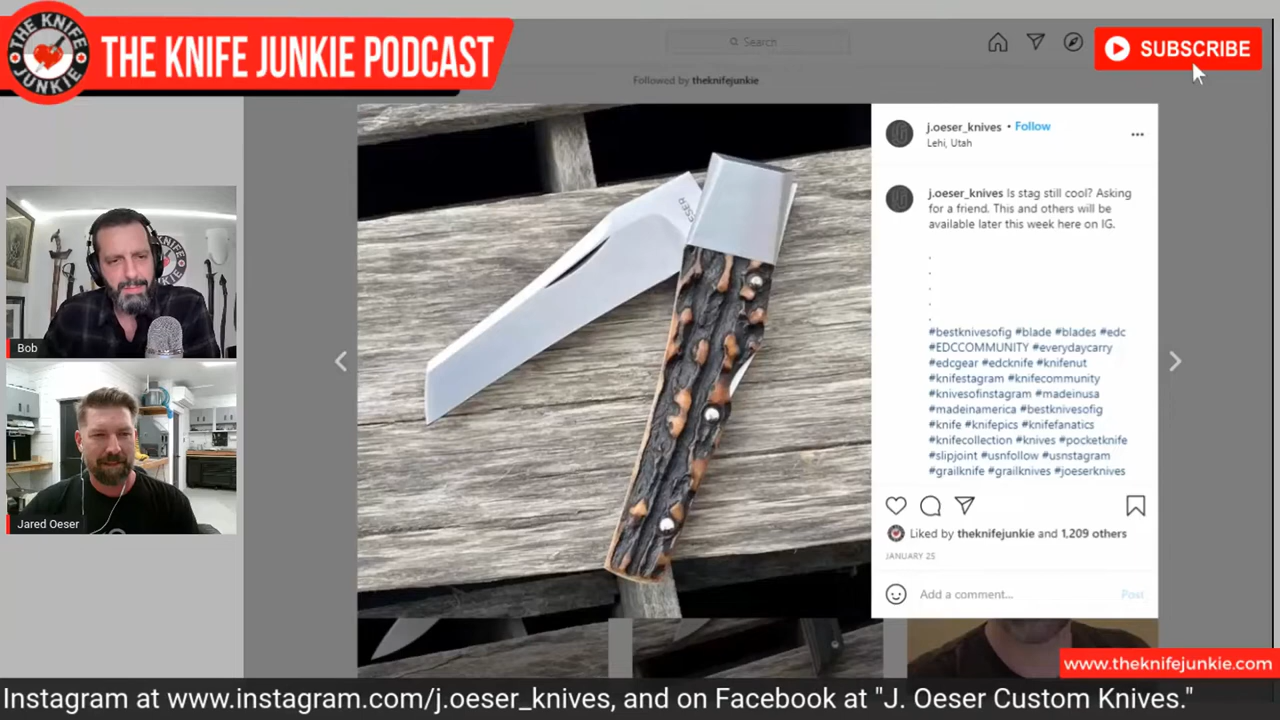 THE KNIFE JUNKIE
THE KNIFE JUNKIE PODCAST
Search
SUBSCRIBE
Followed by theknifejunkie
j.oeser_knives • Follow
Lehi, Utah
...
j.oeser_knives Is stag still cool? Asking
for a friend. This and others will be
available later this week here on IG.
.
.
.
.
.
#bestknivesofig #blade #blades #edc
#EDCCOMMUNITY #everydaycarry
#edcgear #edcknife #knifenut
#knifestagram #knifecommunity
#knivesofinstagram #madeinusa
#madeinamerica #bestknivesofig
#knife #knifepics #knifefanatics
#knifecollection #knives #pocketknife
#slipjoint #usnfollow #usnstagram
#grailknife #grailknives #joeserknives
Liked by theknifejunkie and 1,209 others
JANUARY 25
Add a comment...
Post
Bob
Jared Oeser
www.theknifejunkie.com
Instagram at www.instagram.com/j.oeser_knives, and on Facebook at "J. Oeser Custom Knives."